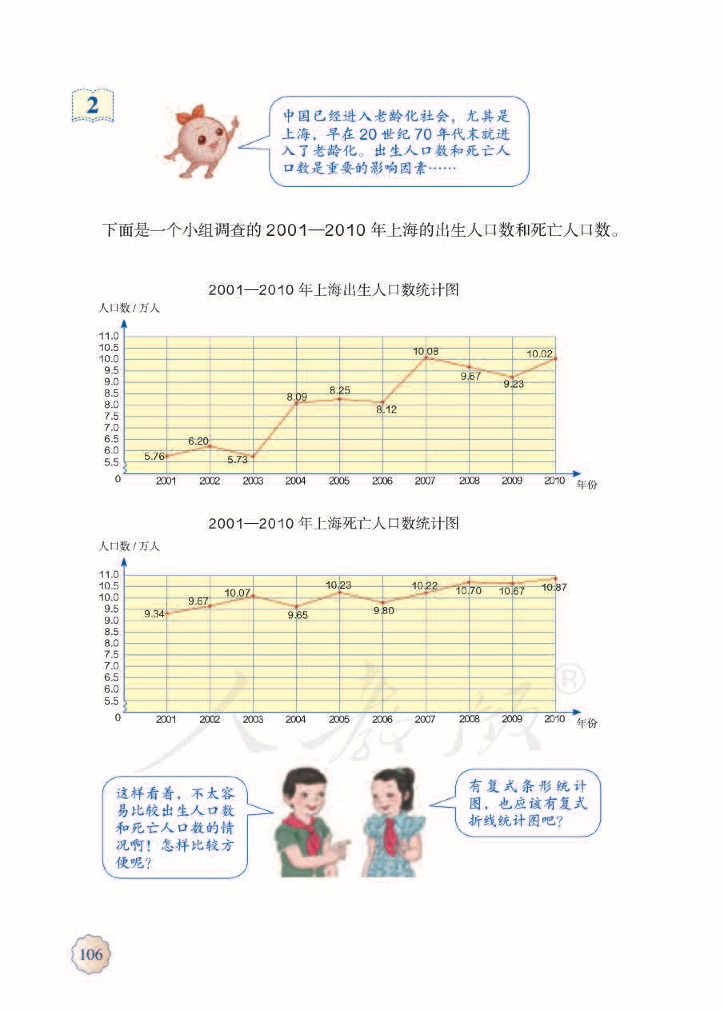 2
中国已经进入老龄化社会，尤其是
上海，早在 20 世纪 70 年代末就进
入了老龄化。出生人口数和死亡人
口数是重要的影响因素……
下面是一个小组调查的 2001—2010 年上海的出生人口数和死亡人口数。
2001—2010 年上海出生人口数统计图
人口数 / 万人
11.0
10.5
10.0
9.5
9.0
8.5
8.0
7.5
7.0
6.5
6.0
5.5
0
5.76
6.20
5.73
8.09
8.25
8.12
10.08
9.67
9.23
10.02
2001 2002 2003 2004 2005 2006 2007 2008 2009 2010
年份
2001—2010 年上海死亡人口数统计图
人口数 / 万人
11.0
10.5
10.0
9.5
9.0
8.5
8.0
7.5
7.0
6.5
6.0
5.5
0
9.34
9.67
10.07
9.65
10.23
9.80
10.22
10.70
10.67
10.87
2001 2002 2003 2004 2005 2006 2007 2008 2009 2010
年份
人教版®
这样看着，不太容
易比较出生人口数
和死亡人口数的情
况啊！怎样比较方
便呢？
有复式条形统计
图，也应该有复式
折线统计图吧？
106